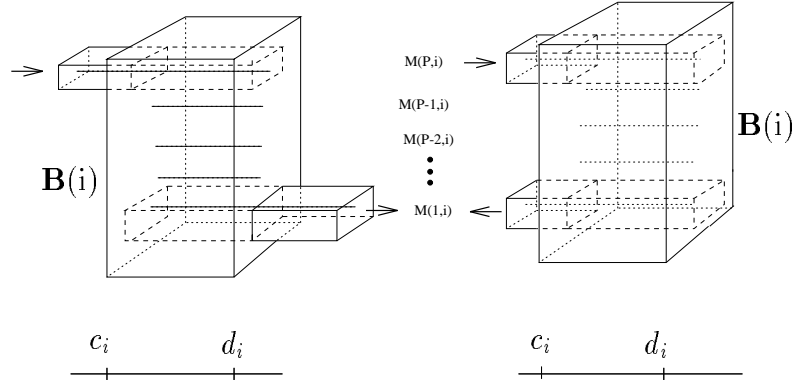 M(P,i)
M(P-1,i)
B(i)
M(P-2,i)
B(i)
M(1,i)
c_i d_i c_i d_i